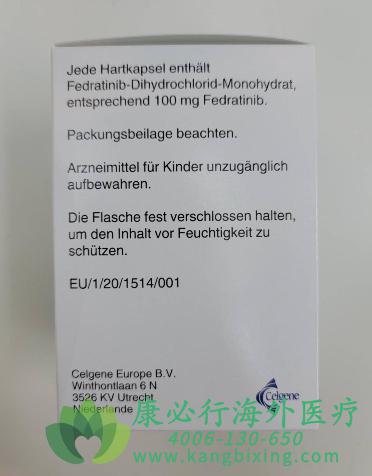 Jede Hartkapsel enthält
Fedratinib-Dihydrochlorid-Monohydrat,
entsprechend 100 mg Fedratinib.
Packungsbeilage beachten.
Arzneimittel für Kinder unzugänglich
aufbewahren.
Die Flasche fest verschlossen halten,
um den Inhalt vor Feuchtigkeit zu
schützen.
EU/1/20/1514/001
Celgene Europe B.V.
Winthontlaan 6 N
3526 KV Utrecht
Niederlande
Celgene
康必行海外医疗
4006-130-650
www.kangbixing.com